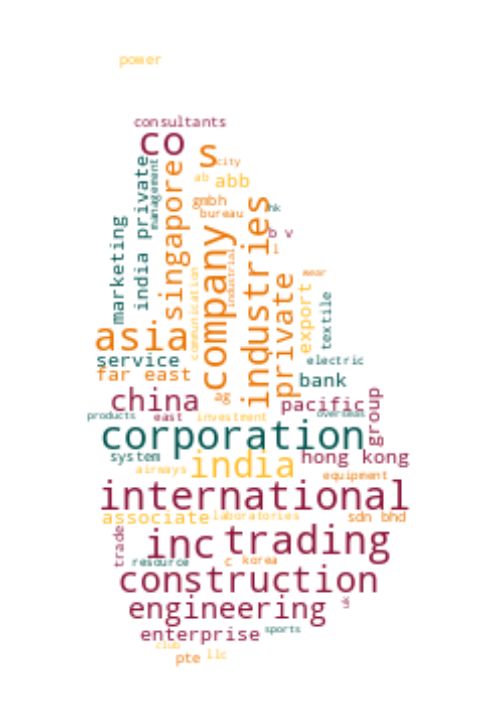 power
consultants
co
s
city
ab
abb
management
india private
singapore
gmbh
bureau
hk
b v
l
marketing
communication
company
industrial
industries
private
wear
export
textile
asia
service
far east
electric
bank
ag
china
pacific
group
products
east
investment
overseas
corporation
system
india
hong kong
airways
equipment
international
associate
laboratories
sdn bhd
trade
inc
trading
resource
c
korea
construction
uk
engineering
enterprise
sports
club
pte
llc